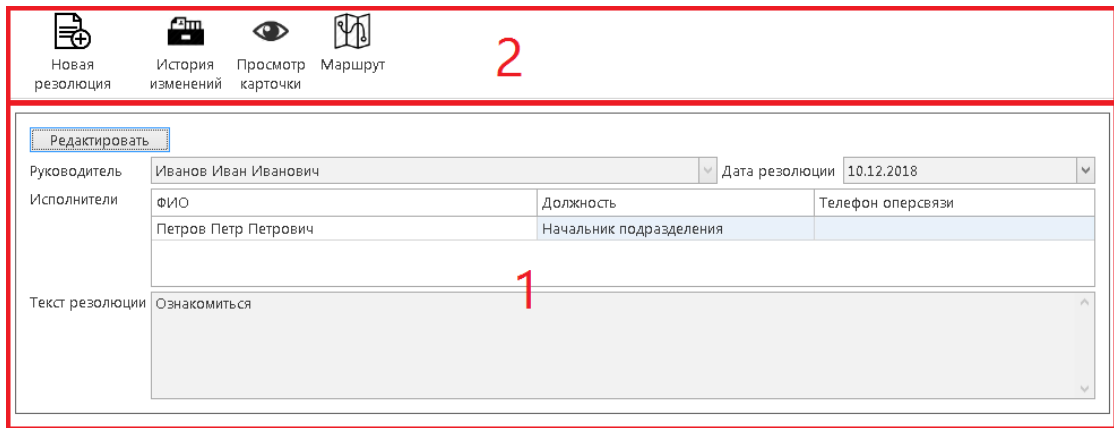 Новая резолюция
История изменений
Просмотр карточки
Маршрут
2
Редактировать
Руководитель Иванов Иван Иванович Дата резолюции 10.12.2018
Исполнители ФИО Должность Телефон оперсвязи
Петров Петр Петрович Начальник подразделения
1
Текст резолюции Ознакомиться